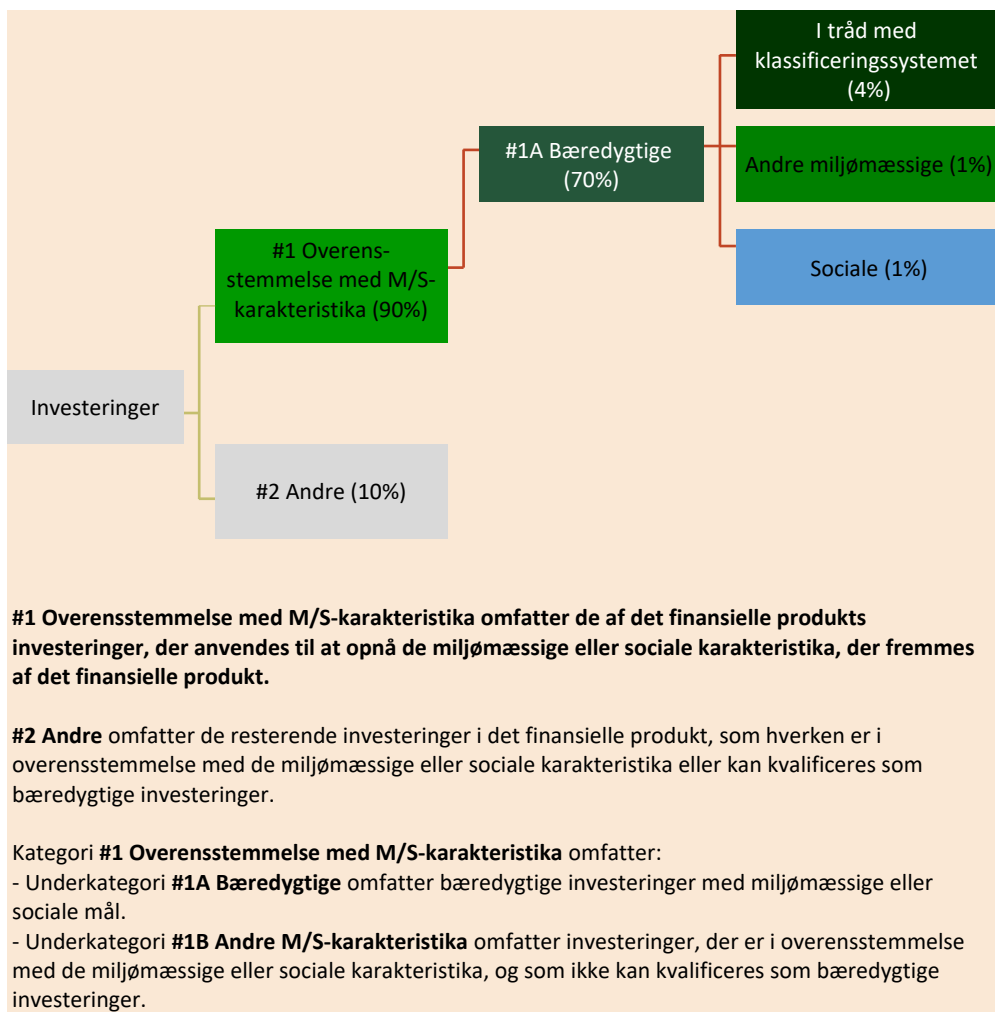 I tråd med
klassificeringssystemet
(4%)
#1A Bæredygtige
(70%)
Andre miljømæssige (1%)
#1 Overens-
stemmelse med M/S-
karakteristika (90%)
Sociale (1%)
Investeringer
#2 Andre (10%)
#1 Overensstemmelse med M/S-karakteristika omfatter de af det finansielle produkts
investeringer, der anvendes til at opnå de miljømæssige eller sociale karakteristika, der fremmes
af det finansielle produkt.
#2 Andre omfatter de resterende investeringer i det finansielle produkt, som hverken er i
overensstemmelse med de miljømæssige eller sociale karakteristika eller kan kvalificeres som
bæredygtige investeringer.
Kategori #1 Overensstemmelse med M/S-karakteristika omfatter:
- Underkategori #1A Bæredygtige omfatter bæredygtige investeringer med miljømæssige eller
sociale mål.
- Underkategori #1B Andre M/S-karakteristika omfatter investeringer, der er i overensstemmelse
med de miljømæssige eller sociale karakteristika, og som ikke kan kvalificeres som bæredygtige
investeringer.